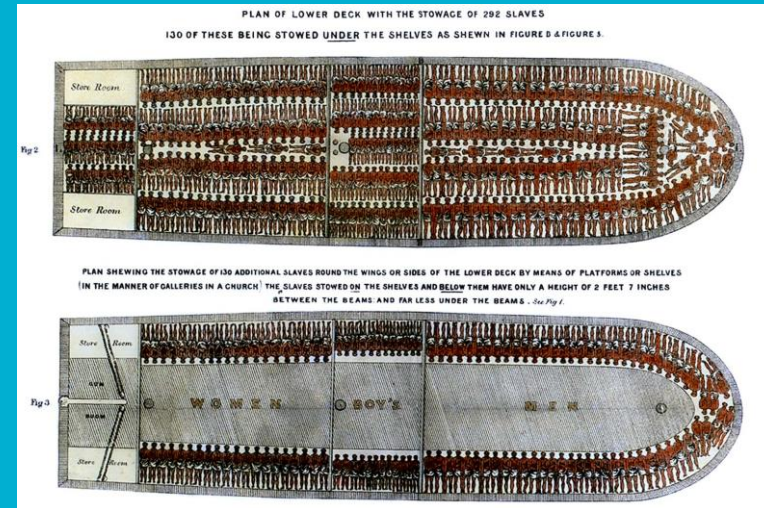 PLAN OF LOWER DECK WITH THE STOWAGE OF 292 SLAVES
130 OF THESE BEING STOWED UNDER THE SHELVES AS SHEWN IN FIGURE D & FIGURE 5.
Store Room
Fig 2
Store Room
PLAN SHEWING THE STOWAGE OF 130 ADDITIONAL SLAVES ROUND THE WINGS OR SIDES OF THE LOWER DECK BY MEANS OF PLATFORMS OR SHELVES
(IN THE MANNER OF GALLERIES IN A CHURCH) THE SLAVES STOWED ON THE SHELVES AND BELOW THEM HAVE ONLY A HEIGHT OF 2 FEET 7 INCHES
BETWEEN THE BEAMS: AND FAR LESS UNDER THE BEAMS. See Fig 1.
Store Room
GUN
Fig 3
WOMEN BOY'S MEN
ROOM
Store Room